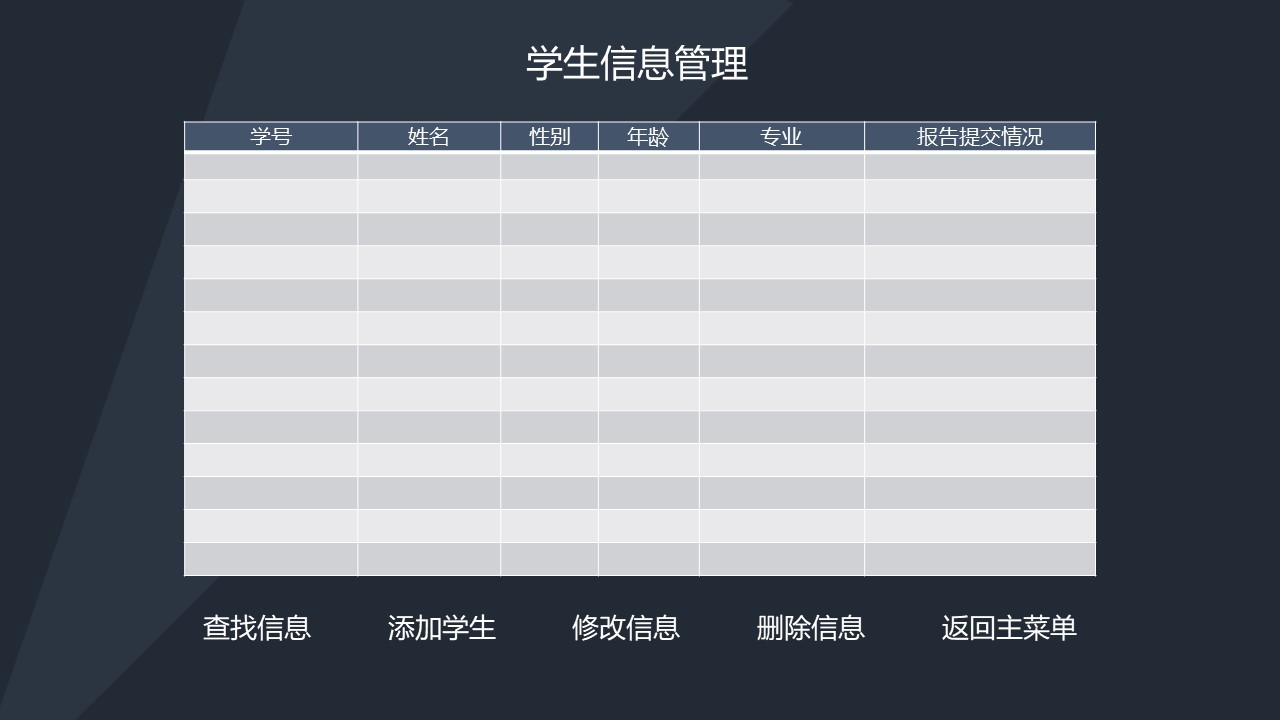 学生信息管理
学号 姓名 性别 年龄 专业 报告提交情况
查找信息 添加学生 修改信息 删除信息 返回主菜单